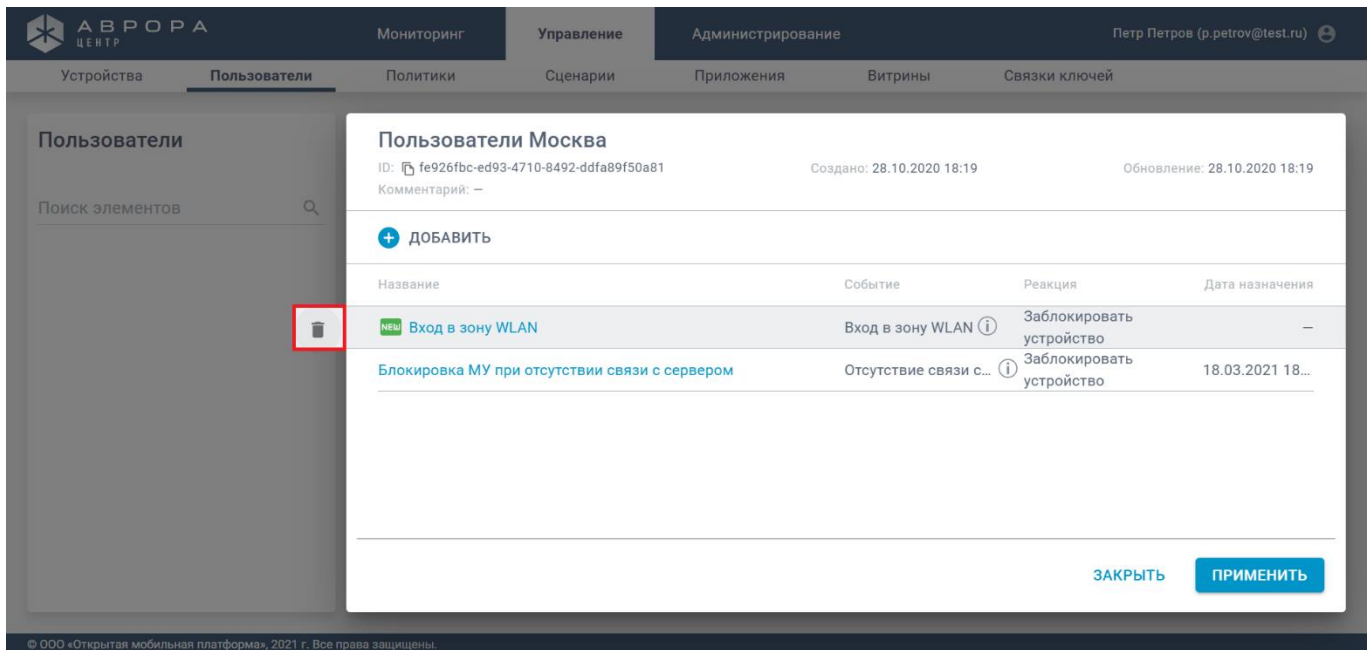 АВРОРА
ЦЕНТР
Мониторинг
Управление
Администрирование
Петр Петров (p.petrov@test.ru)
Устройства
Пользователи
Политики
Сценарии
Приложения
Витрины
Связки ключей
Пользователи
Поиск элементов
Пользователи Москва
ID: fe926fbc-ed93-4710-8492-ddfa89f50a81
Создано: 28.10.2020 18:19
Обновление: 28.10.2020 18:19
Комментарий: —
ДОБАВИТЬ
Название
Событие
Реакция
Дата назначения
NEW Вход в зону WLAN
Вход в зону WLAN
Заблокировать
устройство
—
Блокировка МУ при отсутствии связи с сервером
Отсутствие связи с...
Заблокировать
устройство
18.03.2021 18...
ЗАКРЫТЬ
ПРИМЕНИТЬ
© ООО «Открытая мобильная платформа», 2021 г. Все права защищены.